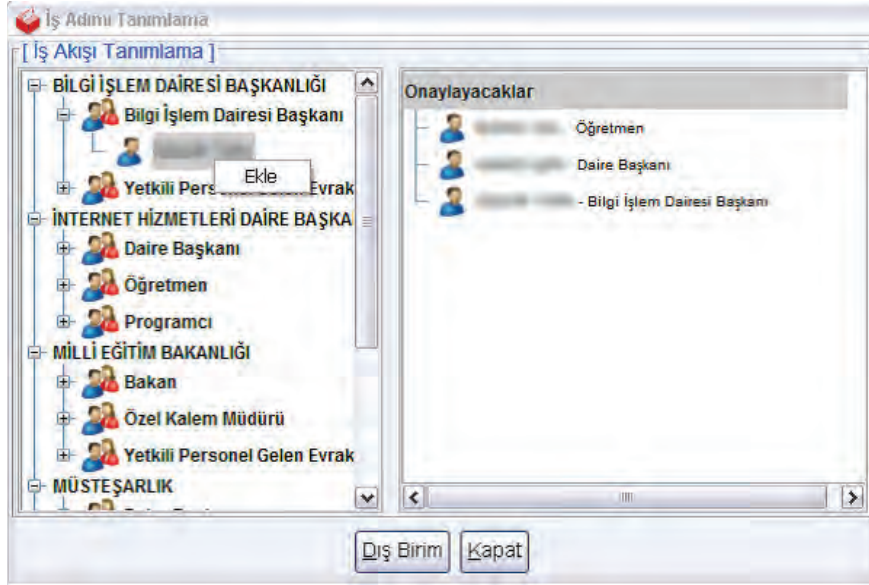 İş Adımı Tanımlama
[ İş Akışı Tanımlama ]
BİLGİ İŞLEM DAİRESİ BAŞKANLIĞI
Bilgi İşlem Dairesi Başkanı
Ekle
Yetkili Personel Gelen Evrak
İNTERNET HİZMETLERİ DAİRE BAŞKA
Daire Başkanı
Öğretmen
Programcı
MİLLİ EĞİTİM BAKANLIĞI
Bakan
Özel Kalem Müdürü
Yetkili Personel Gelen Evrak
MÜSTEŞARLIK
Onaylayacaklar
Öğretmen
Daire Başkanı
- Bilgi İşlem Dairesi Başkanı
Dış Birim
Kapat